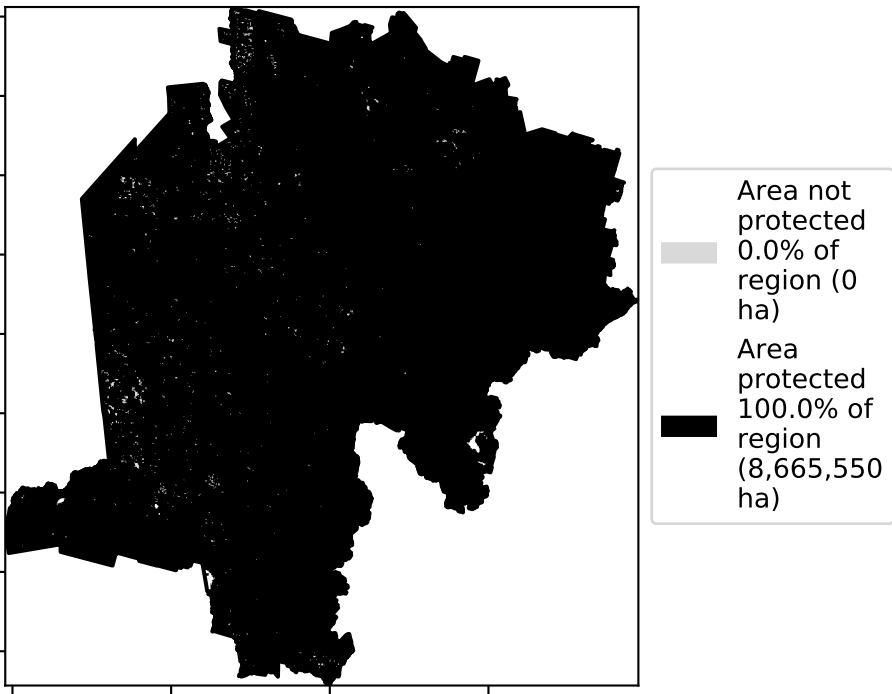 Area not
protected
0.0% of
region (0
ha)
Area
protected
100.0% of
region
(8,665,550
ha)